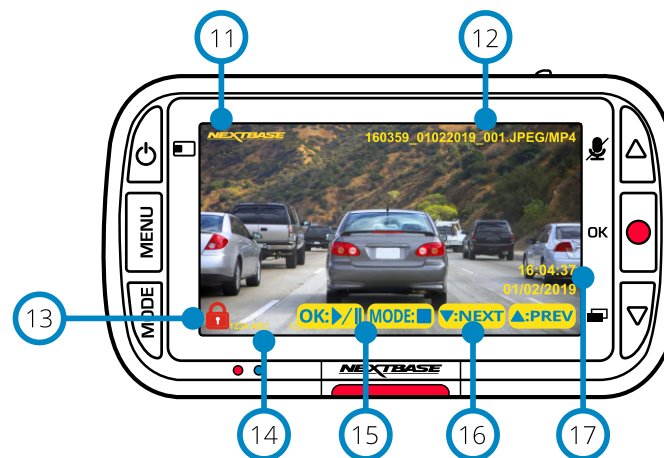 11
12
NEXTBASE
160359_01022019_001.JPEG/MP4
MENU
OK
16:04:37
01/02/2019
13
MODE
OK:▶/⏸ MODE:■ ▼:NEXT ▲:PREV
NEXTBASE
14
15
16
17